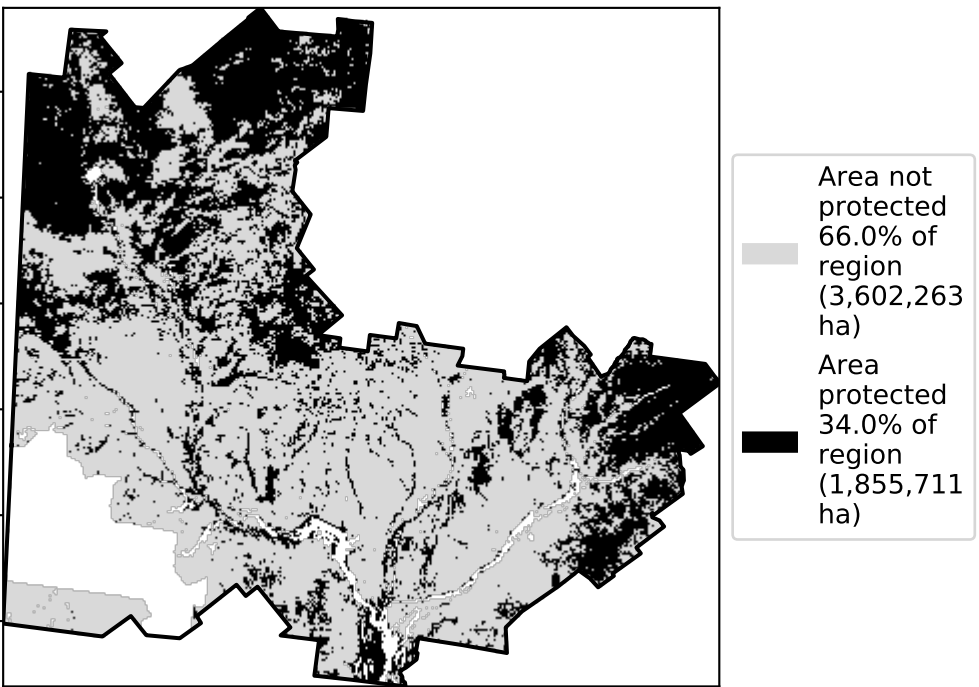 Area not
protected
66.0% of
region
(3,602,263
ha)
Area
protected
34.0% of
region
(1,855,711
ha)